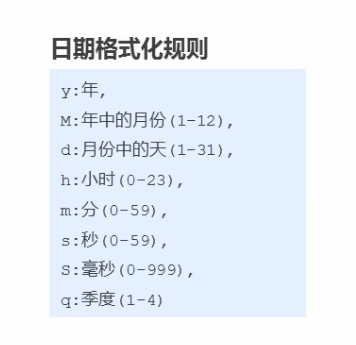 日期格式化规则
y:年,
M:年中的月份(1-12),
d:月份中的天(1-31),
h:小时(0-23),
m:分(0-59),
s:秒(0-59),
S:毫秒(0-999),
q:季度(1-4)